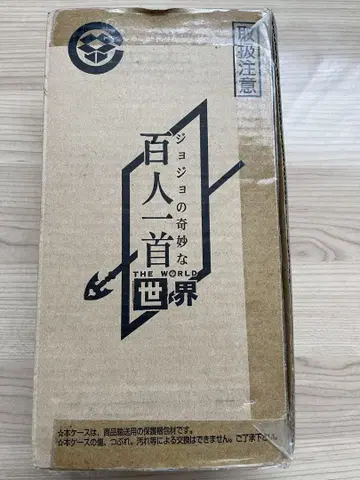 取扱注意
ジョジョの奇妙な
百人一首
THE WORLD
世界
☆本ケースは、商品輸送用の保護梱包材です。
☆本ケースの傷、つぶれ、汚れ等による交換はできません。ご了承下さい。